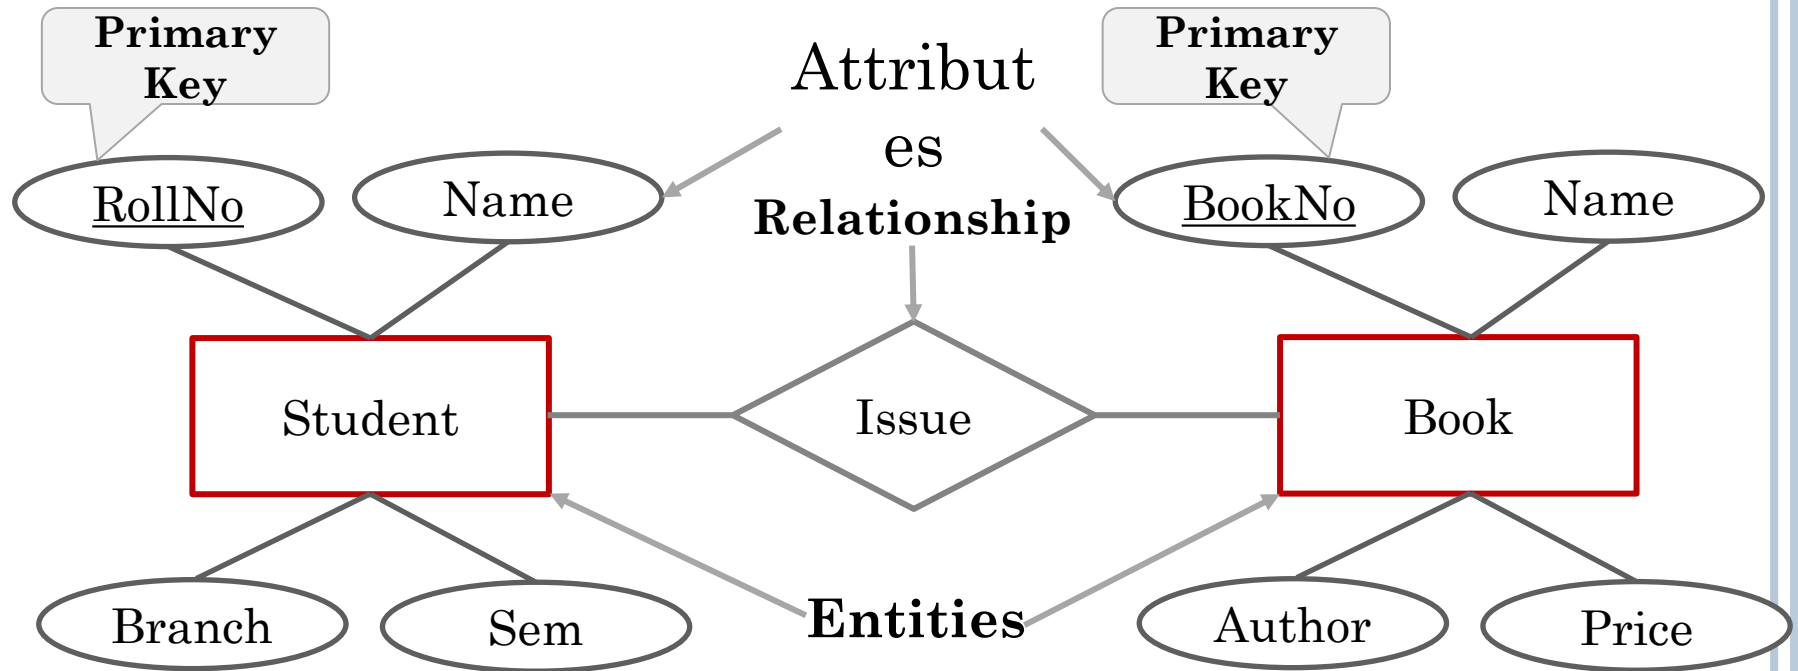 Primary
Key
Attribut
es
Primary
Key
RollNo
Name
Relationship
BookNo
Name
Student
Issue
Book
Branch
Sem
Entities
Author
Price